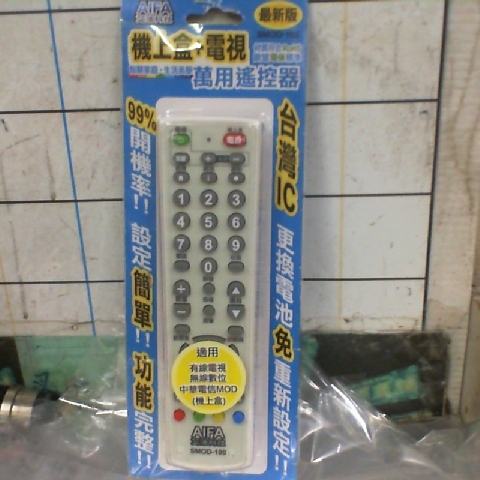 AIFA
最新版
機上盒+電視
萬用遙控器
99%開機率!!
設定簡單!!
功能完整!!
台灣IC
更換電池免重新設定!!
1 2 3
4 5 6
7 8 9
0
適用
有線電視
無線數位
中華電信MOD
(機上盒)
AIFA
SMOD-100